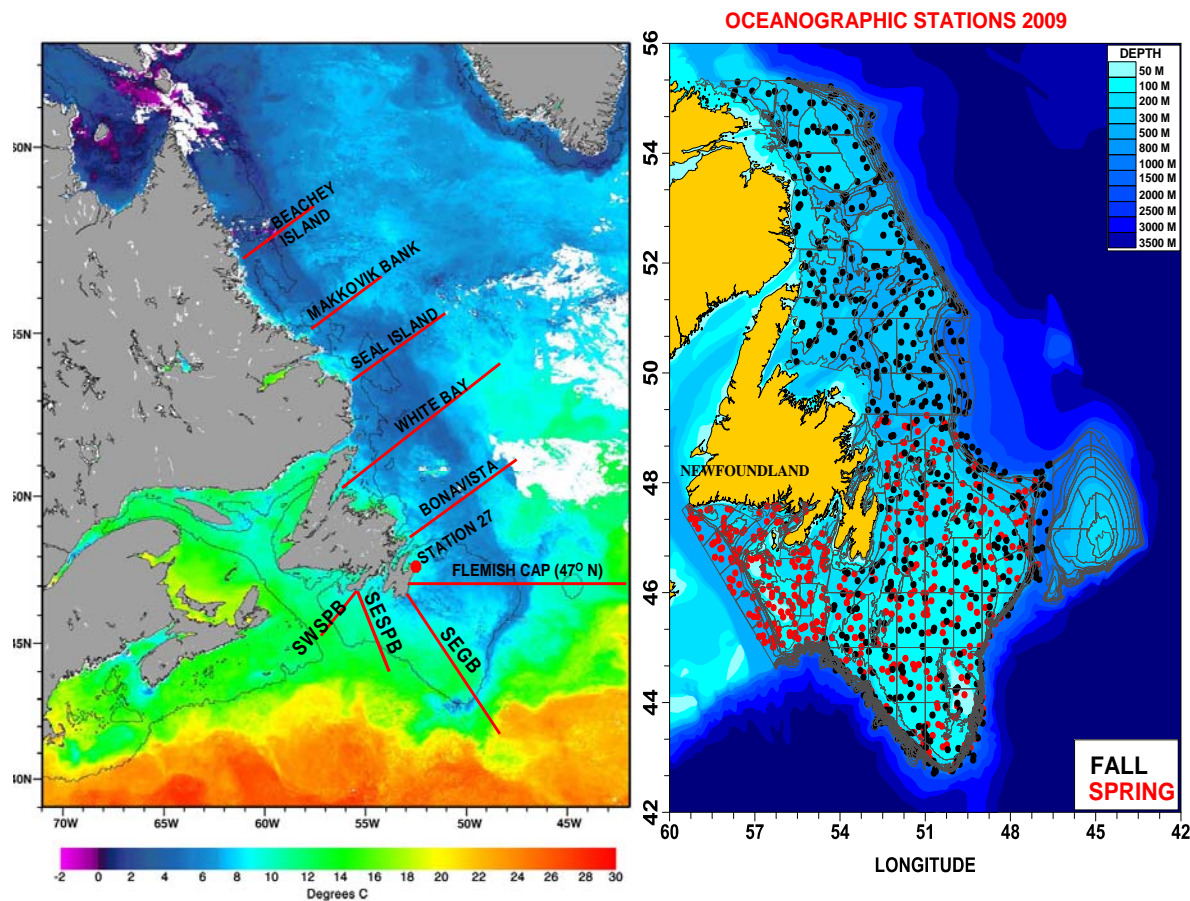 OCEANOGRAPHIC STATIONS 2009
60N
55N
50N
45N
40N
BEACHEY
ISLAND
MAKKOVIK BANK
SEAL ISLAND
WHITE BAY
BONAVISTA
STATION 27
FLEMISH CAP (47O N)
SWSPB
SESPB
SEGB
70W
65W
60W
55W
50W
45W
-2 0 2 4 6 8 10 12 14 16 18 20 22 24 26 28 30
Degrees C
56
54
52
50
48
46
44
42
DEPTH
50 M
100 M
200 M
300 M
500 M
800 M
1000 M
1500 M
2000 M
2500 M
3000 M
3500 M
NEWFOUNDLAND
FALL
SPRING
60 57 54 51 48 45 42
LONGITUDE